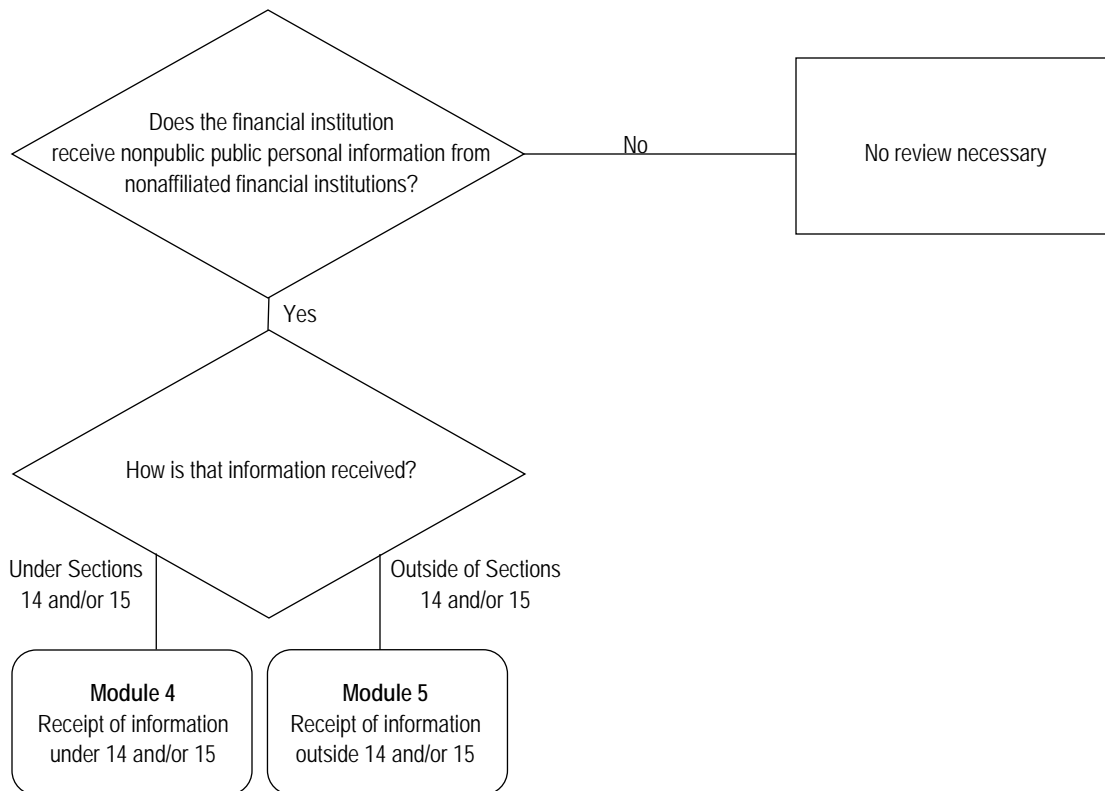 Does the financial institution
receive nonpublic public personal information from
nonaffiliated financial institutions?
No
No review necessary
Yes
How is that information received?
Under Sections
14 and/or 15
Outside of Sections
14 and/or 15
Module 4
Receipt of information
under 14 and/or 15
Module 5
Receipt of information
outside 14 and/or 15